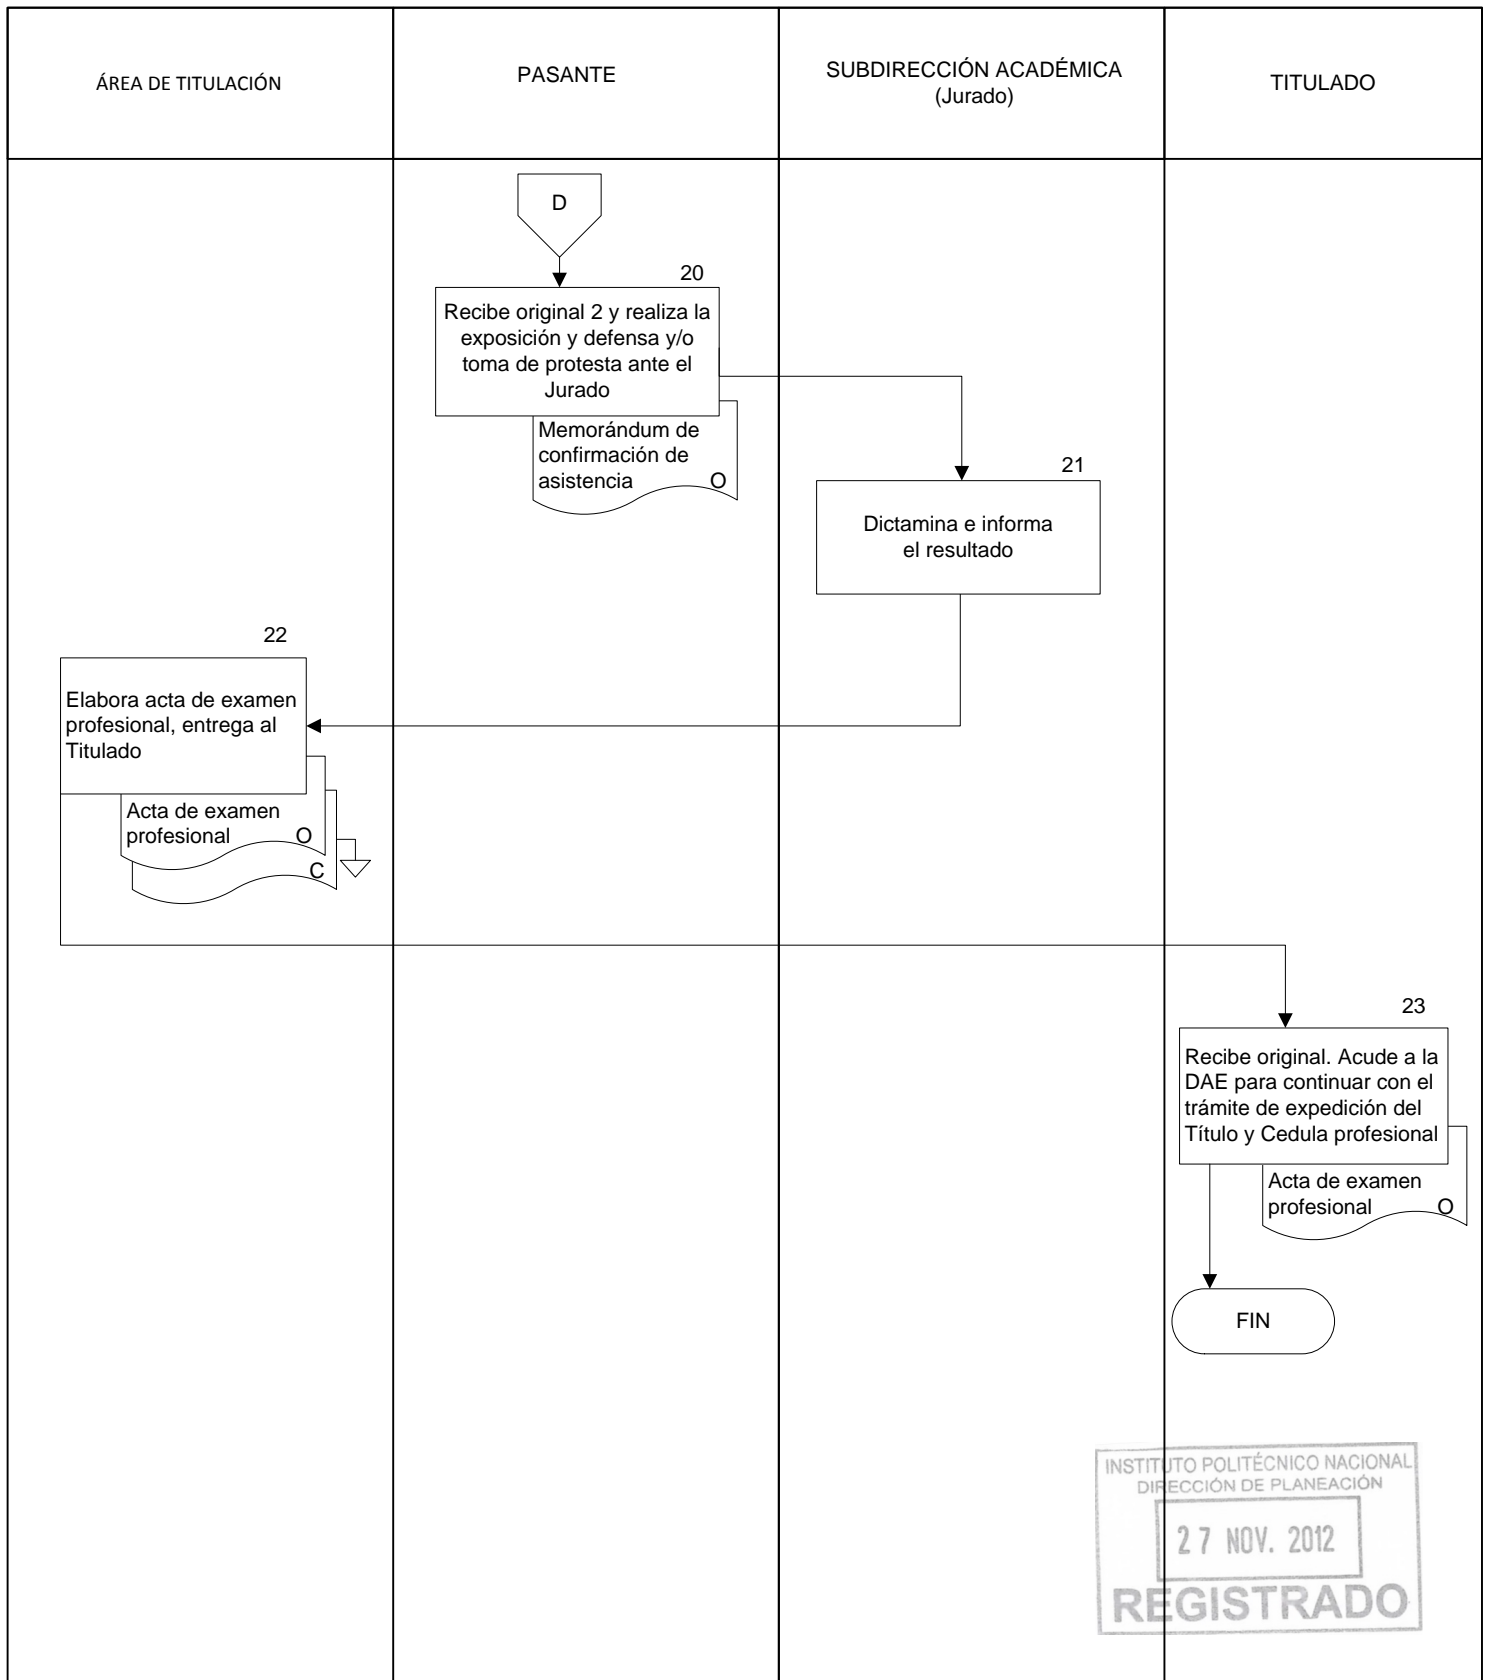 ÁREA DE TITULACIÓN
PASANTE
SUBDIRECCIÓN ACADÉMICA
(Jurado)
TITULADO
D
20
Recibe original 2 y realiza la
exposición y defensa y/o
toma de protesta ante el
Jurado
Memorándum de
confirmación de
asistencia
O
21
Dictamina e informa
el resultado
22
Elabora acta de examen
profesional, entrega al
Titulado
Acta de examen
profesional
O
C
23
Recibe original. Acude a la
DAE para continuar con el
trámite de expedición del
Título y Cedula profesional
Acta de examen
profesional
O
FIN
INSTITUTO POLITÉCNICO NACIONAL
DIRECCIÓN DE PLANEACIÓN
27 NOV. 2012
REGISTRADO